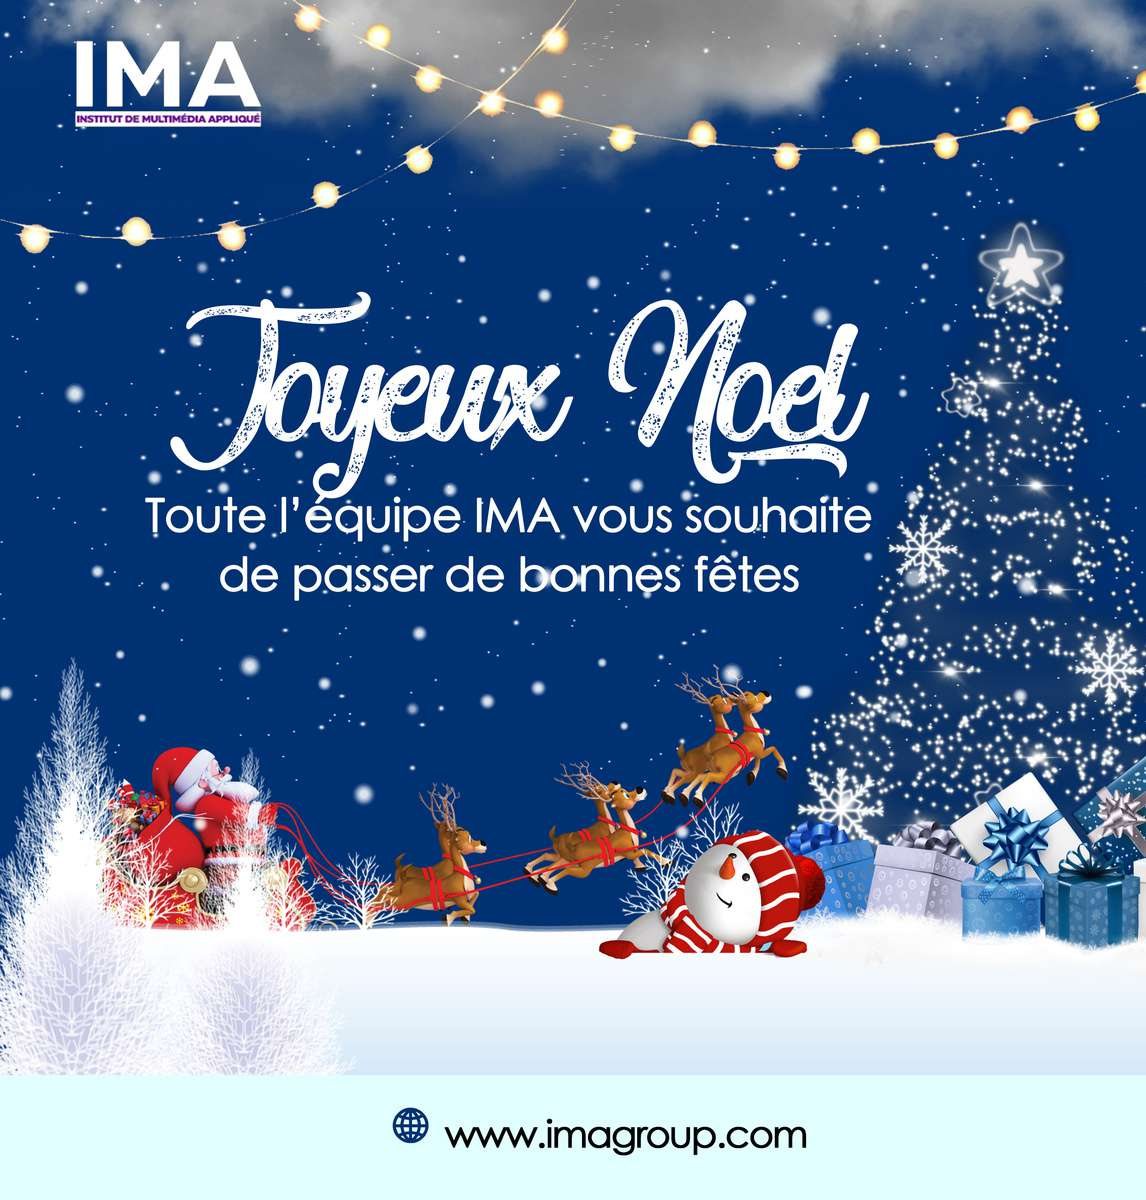 IMA
INSTITUT DE MULTIMÉDIA APPLIQUÉ
Joyeux Noel
Toute l’équipe IMA vous souhaite
de passer de bonnes fêtes
www.imagroup.com